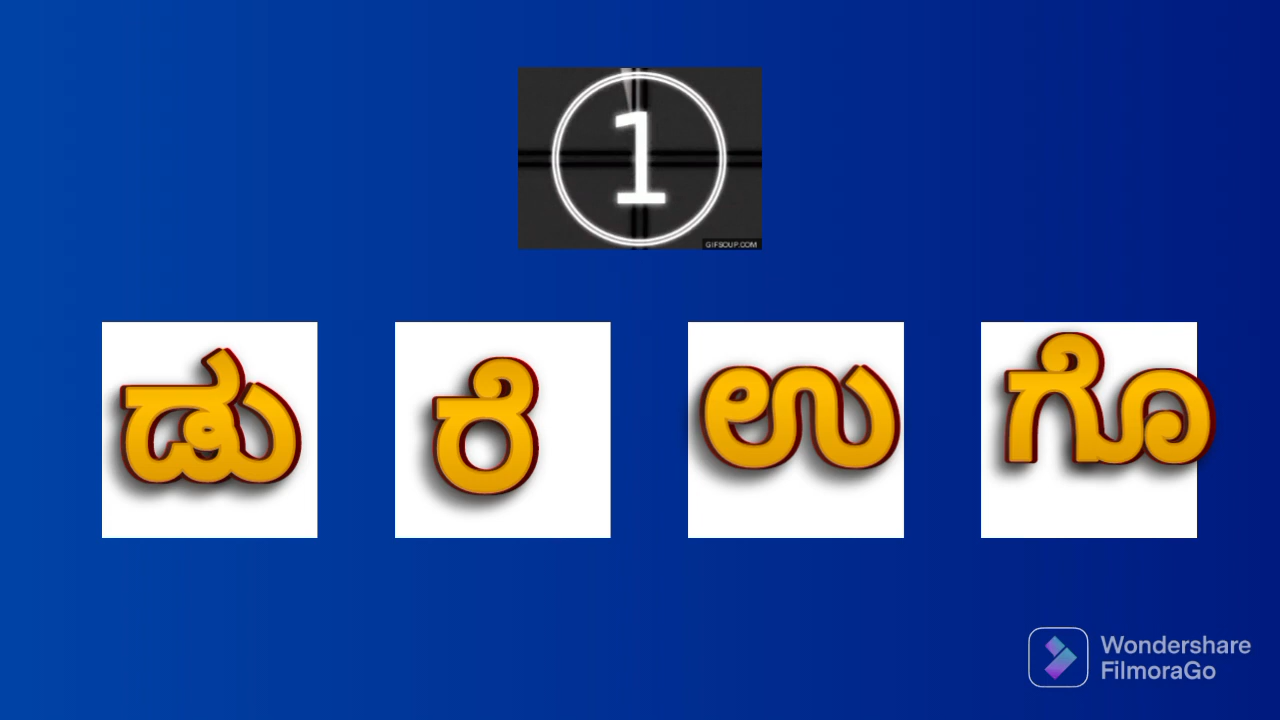 1
GIFSOUP.COM
ಡು ರೆ ಉ ಗೊ
Wondershare
FilmoraGo